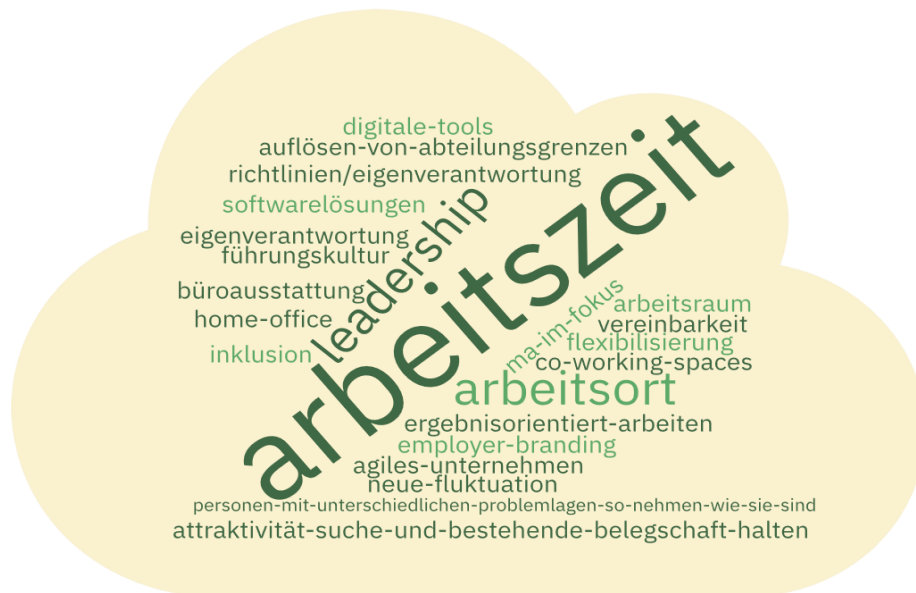 digitale-tools
auflösen-von-abteilungsgrenzen
richtlinien/eigenverantwortung
softwarelösungen
eigenverantwortung
führungskultur
büroausstattung
home-office
inklusion
leadership
arbeitszeit
ma-im-fokus
arbeitsraum
vereinbarkeit
flexibilisierung
co-working-spaces
arbeitsort
ergebnisorientiert-arbeiten
employer-branding
agiles-unternehmen
neue-fluktuation
personen-mit-unterschiedlichen-problemlagen-so-nehmen-wie-sie-sind
attraktivität-suche-und-bestehende-belegschaft-halten